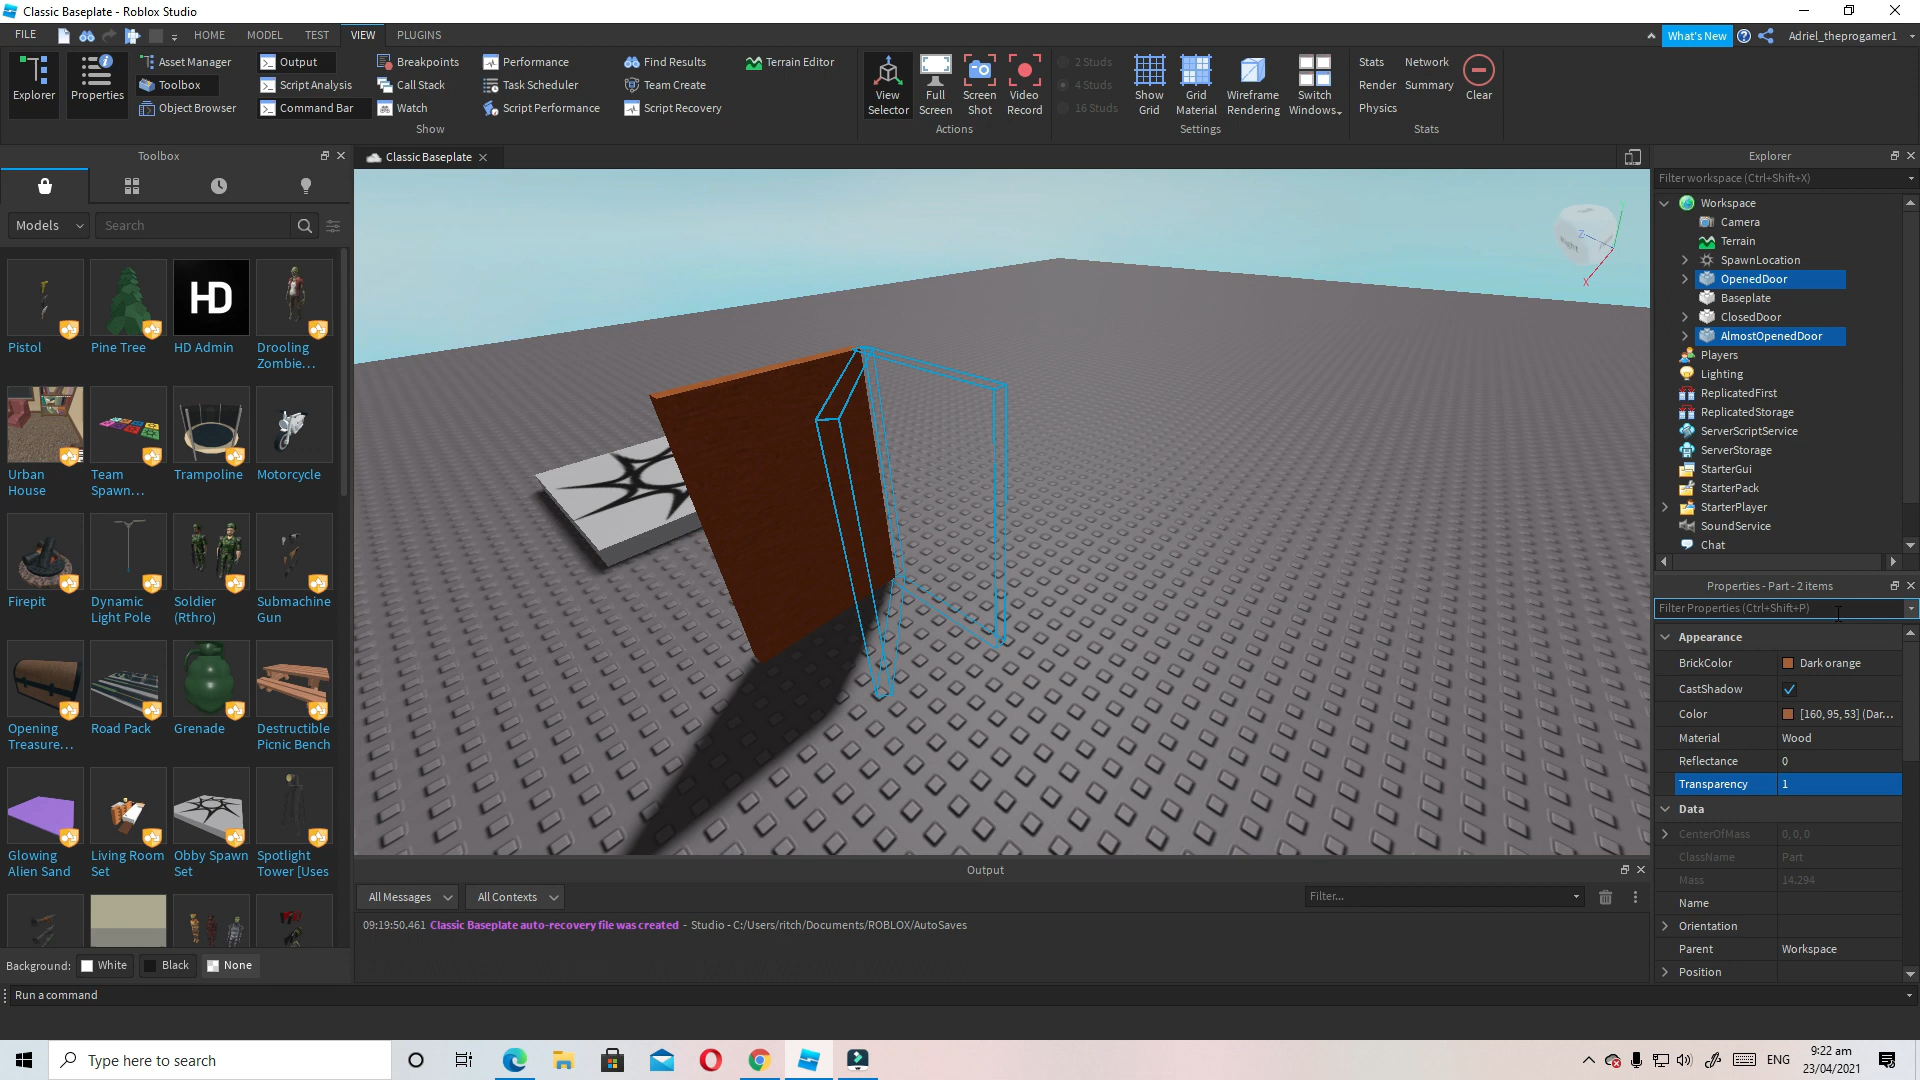 Classic Baseplate - Roblox Studio
FILE
HOME
MODEL
TEST
VIEW
PLUGINS
What's New
Adriel_theprogamer1
Explorer
Properties
Asset Manager
Toolbox
Object Browser
Output
Script Analysis
Command Bar
Breakpoints
Call Stack
Watch
Performance
Task Scheduler
Script Performance
Find Results
Team Create
Script Recovery
Terrain Editor
Show
View
Selector
Full
Screen
Screen
Shot
Video
Record
Actions
2 Studs
4 Studs
16 Studs
Show
Grid
Grid
Material
Wireframe
Rendering
Switch
Windows
Settings
Stats
Network
Render
Summary
Physics
Clear
Stats
Toolbox
Models
Search
Pistol
Pine Tree
HD
HD Admin
Drooling
Zombie...
Urban
House
Team
Spawn...
Trampoline
Motorcycle
Firepit
Dynamic
Light Pole
Soldier
(Rthro)
Submachine
Gun
Opening
Treasure...
Road Pack
Grenade
Destructible
Picnic Bench
Glowing
Alien Sand
Living Room
Set
Obby Spawn
Set
Spotlight
Tower [Uses
Background:
White
Black
None
Classic Baseplate
Right
Z
X
Output
All Messages
All Contexts
Filter...
09:19:50.461 Classic Baseplate auto-recovery file was created - Studio - C:/Users/ritch/Documents/ROBLOX/AutoSaves
Explorer
Filter workspace (Ctrl+Shift+X)
Workspace
Camera
Terrain
SpawnLocation
OpenedDoor
Baseplate
ClosedDoor
AlmostOpenedDoor
Players
Lighting
ReplicatedFirst
ReplicatedStorage
ServerScriptService
ServerStorage
StarterGui
StarterPack
StarterPlayer
SoundService
Chat
Properties - Part - 2 items
Filter Properties (Ctrl+Shift+P)
Appearance
BrickColor Dark orange
CastShadow
Color [160, 95, 53] (Dar...
Material Wood
Reflectance 0
Transparency 1
Data
CenterOfMass 0, 0, 0
ClassName Part
Mass 14.294
Name
Orientation
Parent Workspace
Position
Run a command
Type here to search
ENG
9:22 am
23/04/2021